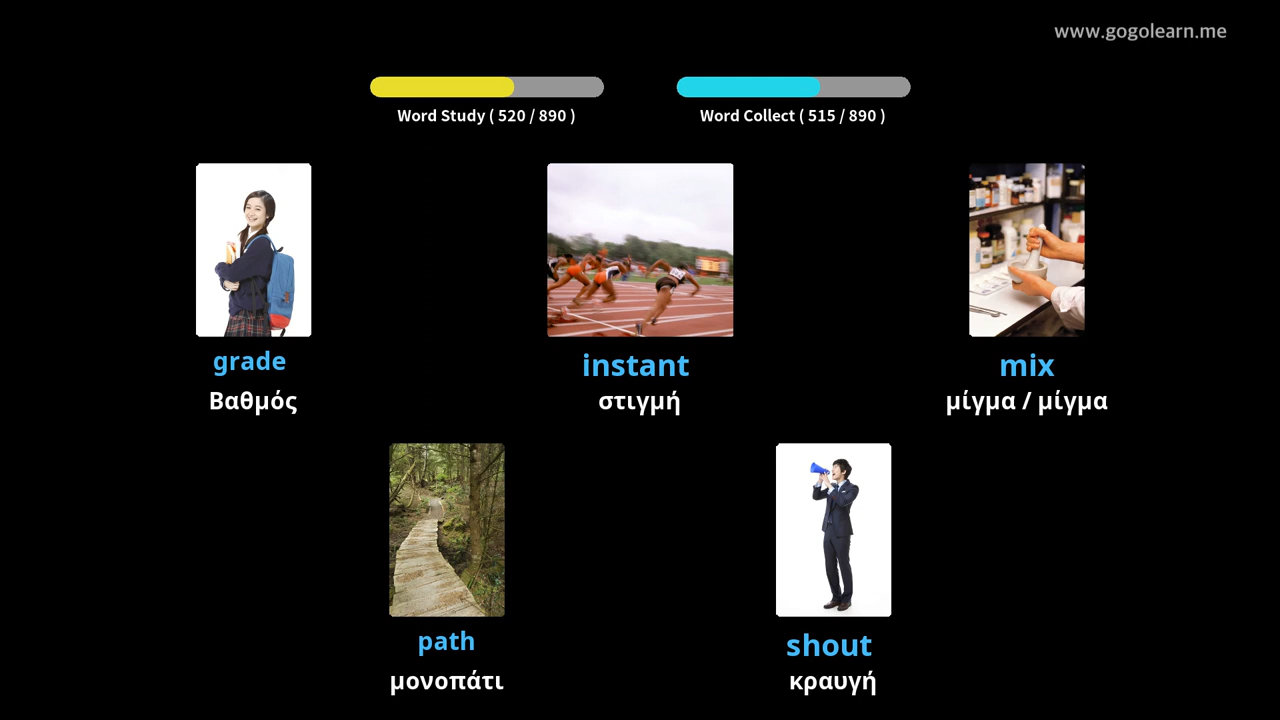 www.gogolearn.me
Word Study ( 520 / 890 )
Word Collect ( 515 / 890 )
grade
Βαθμός
instant
στιγμή
mix
μίγμα / μίγμα
path
μονοπάτι
shout
κραυγή